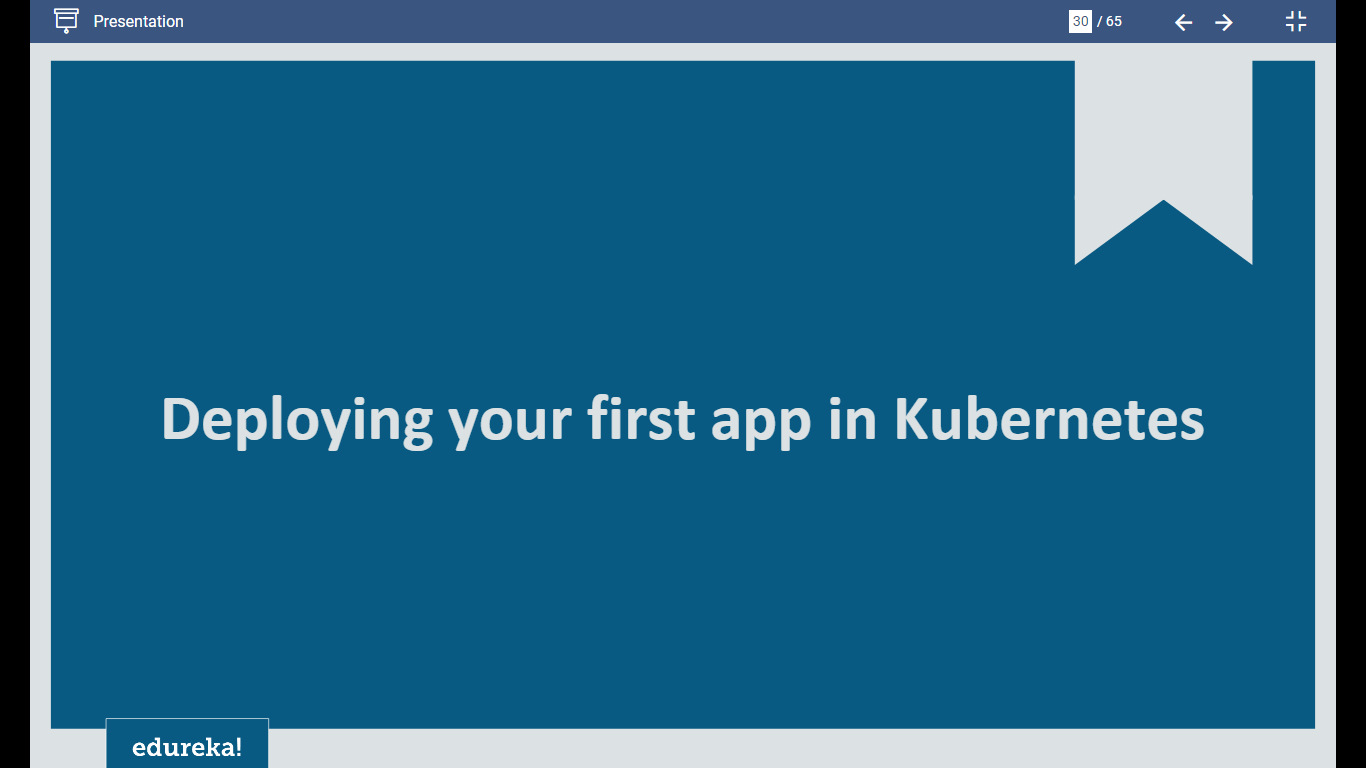 Presentation
30 / 65
Deploying your first app in Kubernetes
edureka!